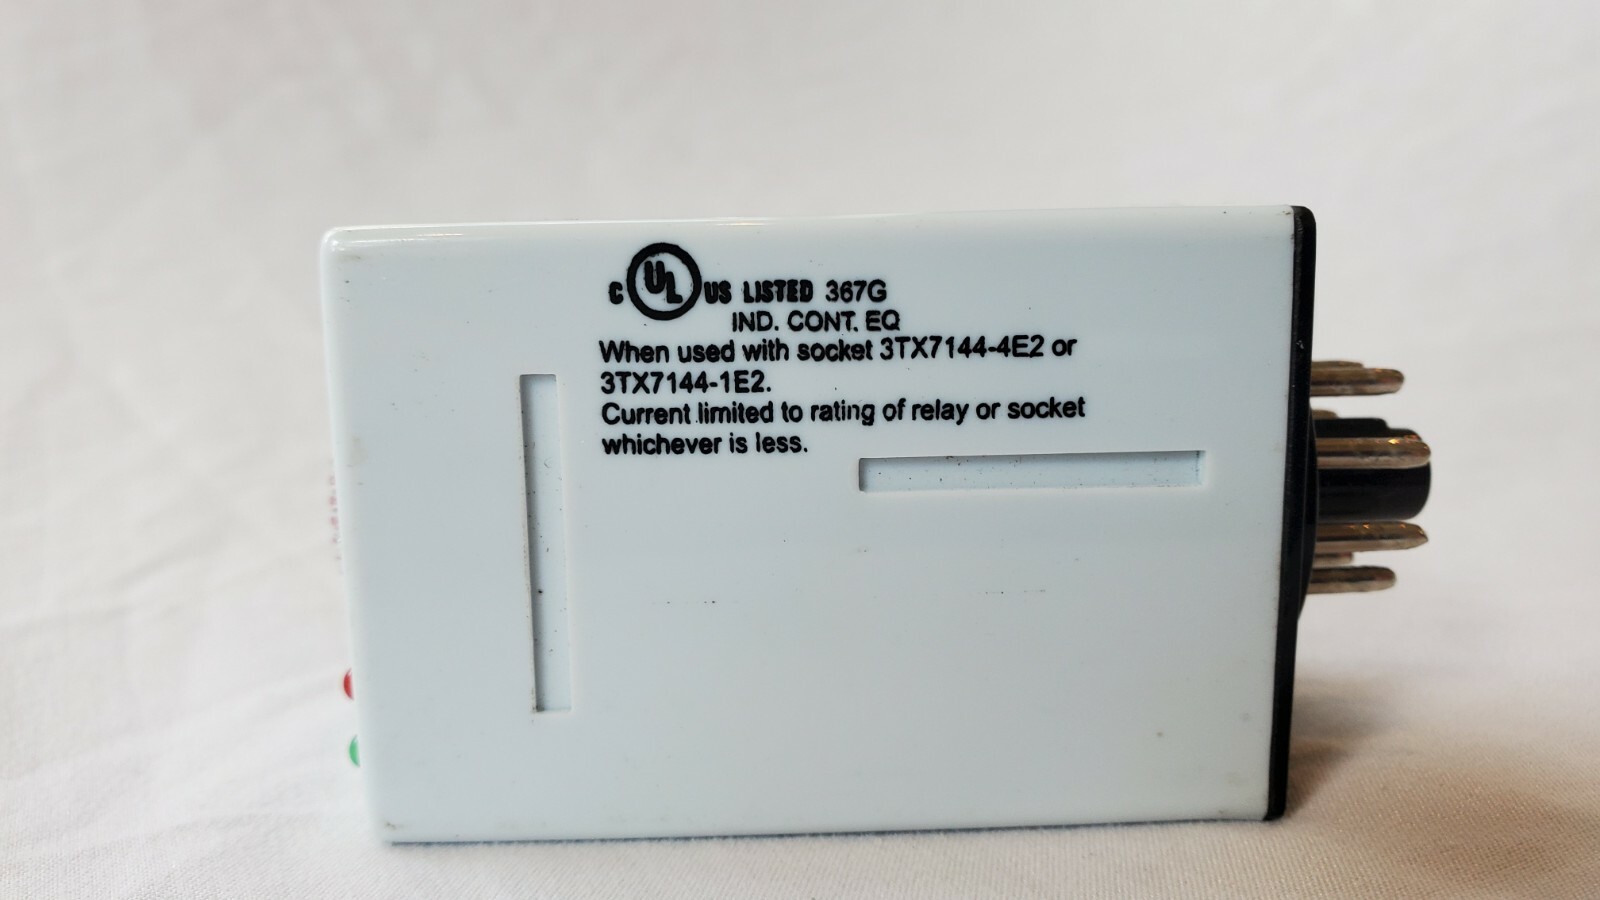 C UL US LISTED 367G
IND. CONT. EQ
When used with socket 3TX7144-4E2 or
3TX7144-1E2.
Current limited to rating of relay or socket
whichever is less.